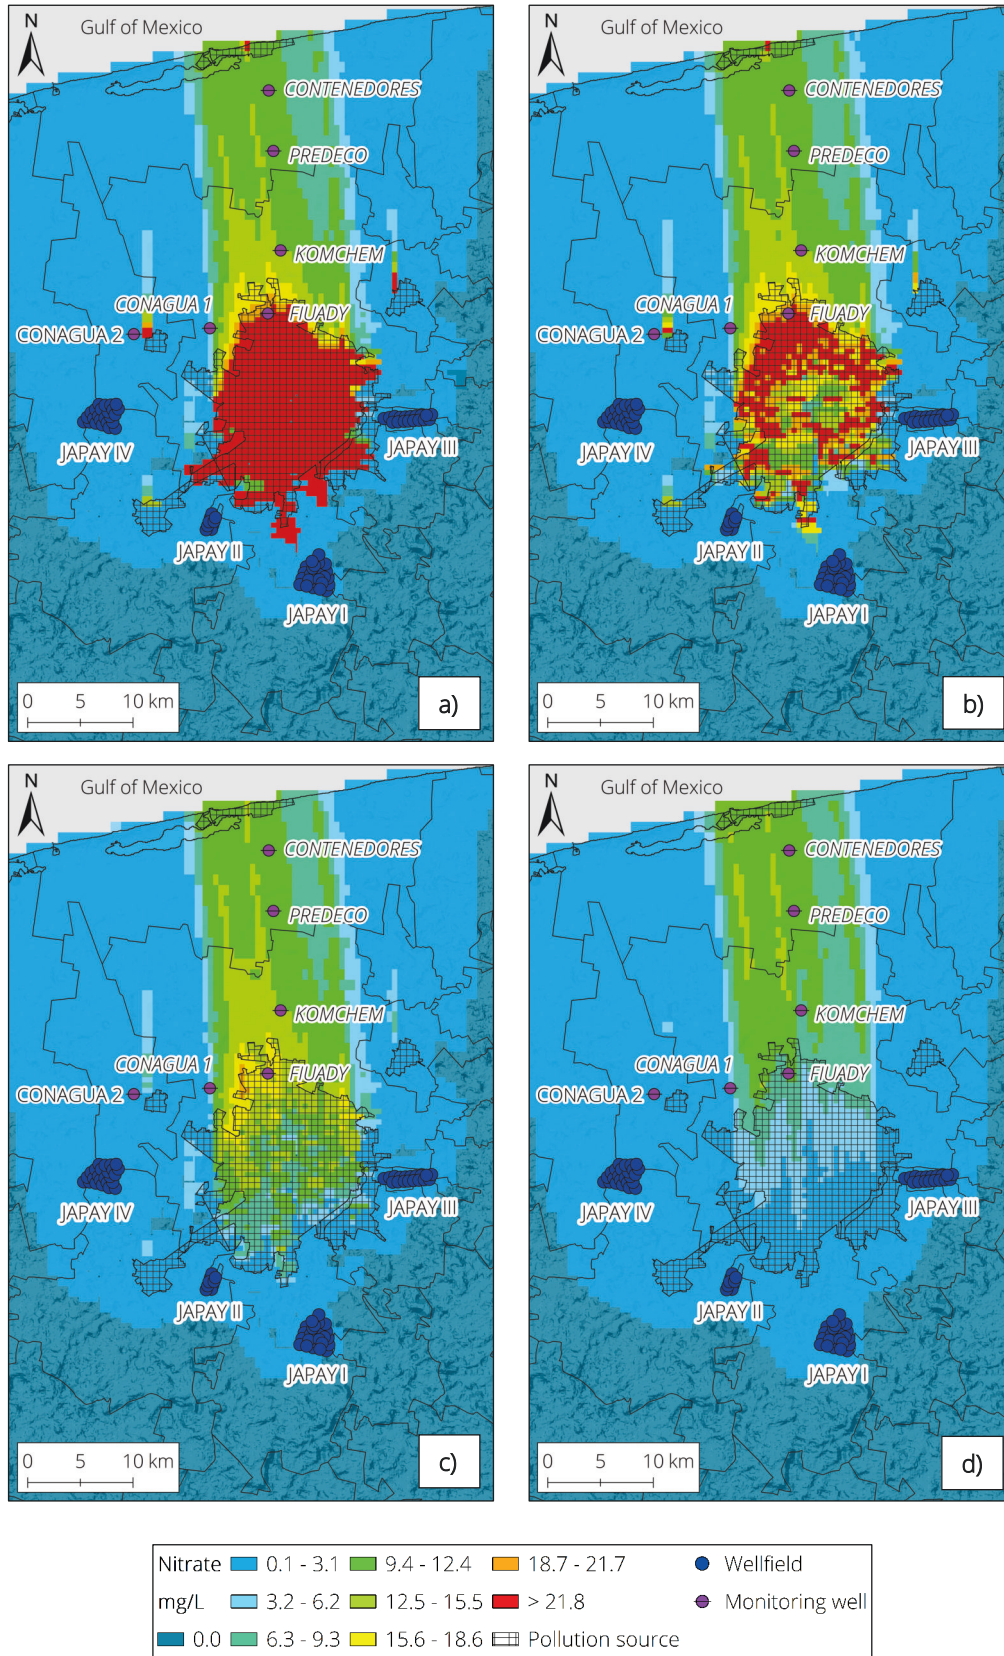 N
Gulf of Mexico
CONTENEDORES
PREDECO
KOMCHEM
CONAGUA 1
FIUADY
CONAGUA 2
JAPAY IV
JAPAY III
JAPAY II
JAPAY I
0 5 10 km
a)
N
Gulf of Mexico
CONTENEDORES
PREDECO
KOMCHEM
CONAGUA 1
FIUADY
CONAGUA 2
JAPAY IV
JAPAY III
JAPAY II
JAPAY I
0 5 10 km
b)
N
Gulf of Mexico
CONTENEDORES
PREDECO
KOMCHEM
CONAGUA 1
FIUADY
CONAGUA 2
JAPAY IV
JAPAY III
JAPAY II
JAPAY I
0 5 10 km
c)
N
Gulf of Mexico
CONTENEDORES
PREDECO
KOMCHEM
CONAGUA 1
FIUADY
CONAGUA 2
JAPAY IV
JAPAY III
JAPAY II
JAPAY I
0 5 10 km
d)
Nitrate 0.1 - 3.1 9.4 - 12.4 18.7 - 21.7 Wellfield
mg/L 3.2 - 6.2 12.5 - 15.5 > 21.8 Monitoring well
0.0 6.3 - 9.3 15.6 - 18.6 Pollution source